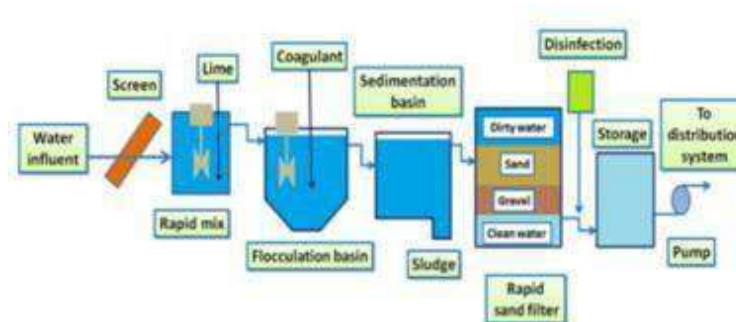 Disinfection
Coagulant
Lime
Sedimentation
basin
Screen
To
distribution
system
Storage
Water
influent
Dirty water
Sand
Gravel
Clean water
Rapid mix
Flocculation basin
Sludge
Pump
Rapid
sand filter